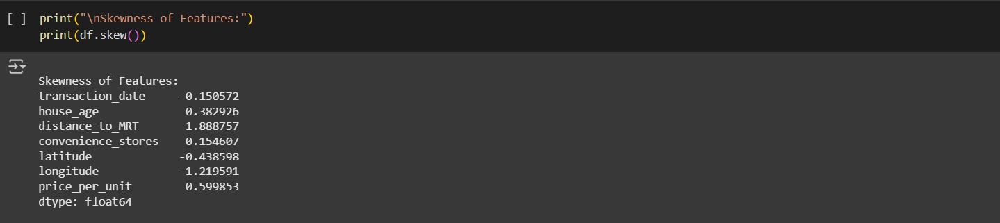 [ ] print("\nSkewness of Features:")
print(df.skew())
Skewness of Features:
transaction_date -0.150572
house_age 0.382926
distance_to_MRT 1.888757
convenience_stores 0.154607
latitude -0.438598
longitude -1.219591
price_per_unit 0.599853
dtype: float64